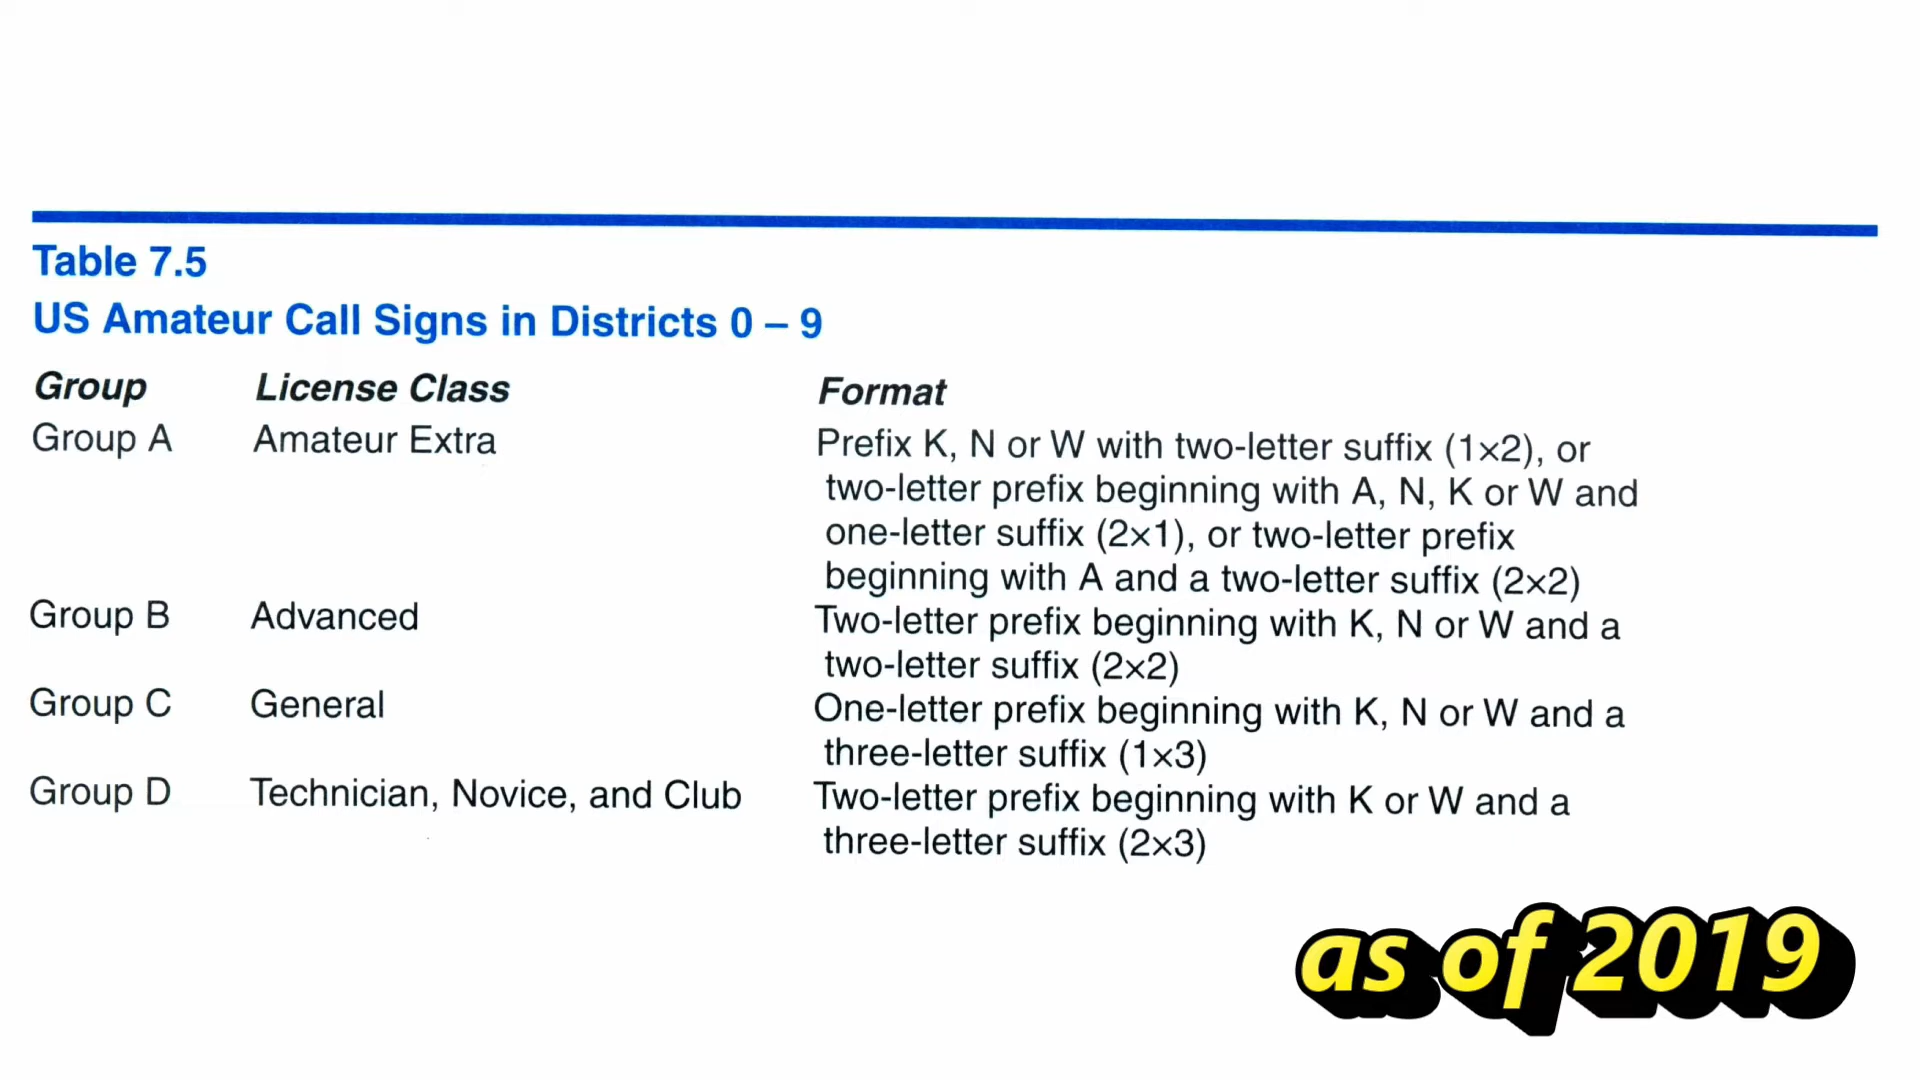 Table 7.5
US Amateur Call Signs in Districts 0 – 9
Group License Class Format
Group A Amateur Extra Prefix K, N or W with two-letter suffix (1×2), or
two-letter prefix beginning with A, N, K or W and
one-letter suffix (2×1), or two-letter prefix
beginning with A and a two-letter suffix (2×2)
Group B Advanced Two-letter prefix beginning with K, N or W and a
two-letter suffix (2×2)
Group C General One-letter prefix beginning with K, N or W and a
three-letter suffix (1×3)
Group D Technician, Novice, and Club Two-letter prefix beginning with K or W and a
three-letter suffix (2×3)
as of 2019